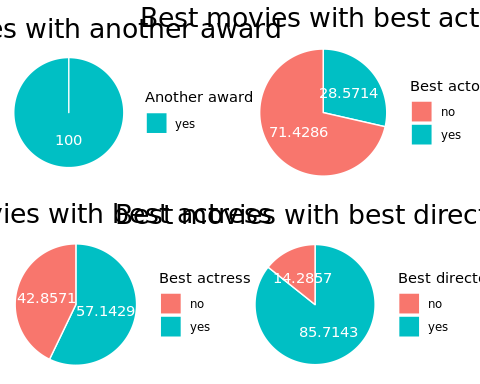 es with another award
Another award
yes
100
Best movies with best act
Best acto
no
yes
28.5714
71.4286
vies with best actress
Best actress
no
yes
42.8571
57.1429
Best movies with best direct
Best directo
no
yes
14.2857
85.7143